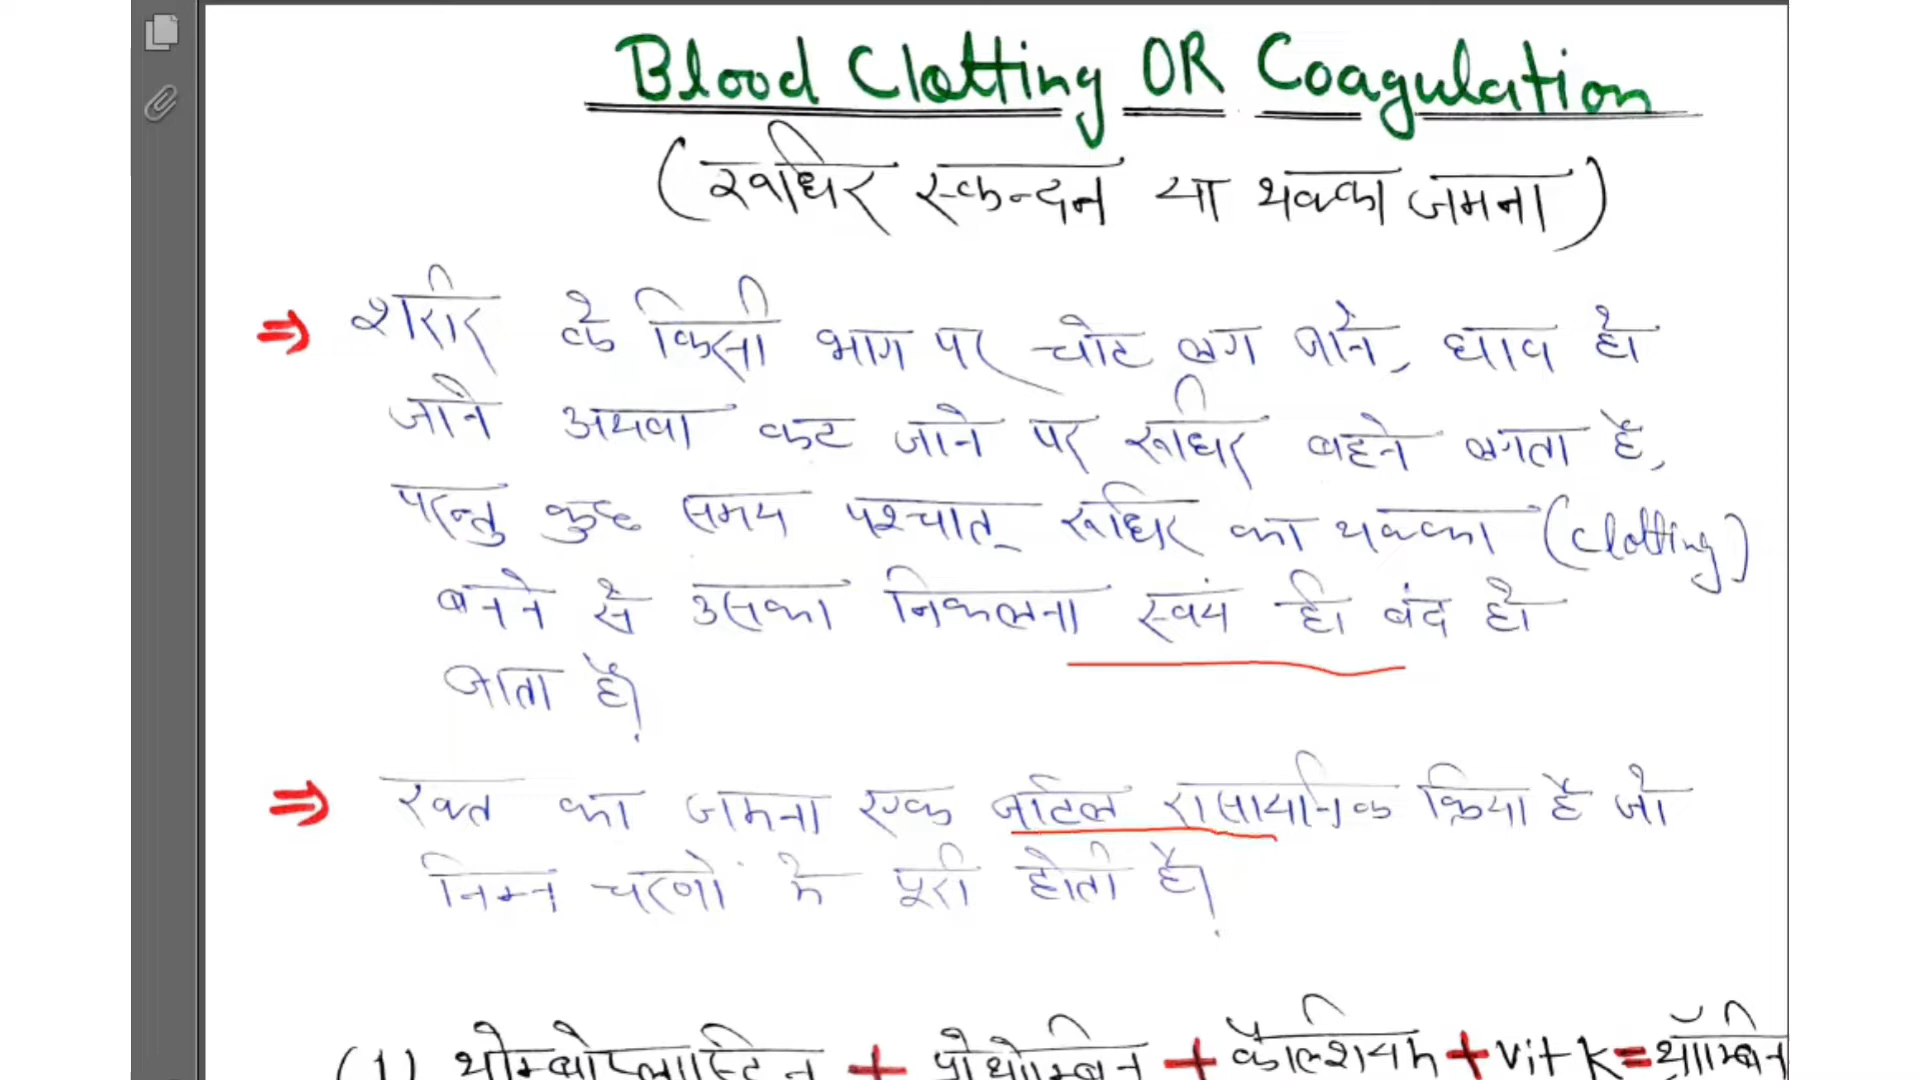 Blood Clotting OR Coagulation
(रूधिर स्कन्दन या थक्का जमना)
⇒ शरीर के किसी भाग पर चोट लग जाने, घाव हो
जाने अथवा कट जाने पर रूधिर बहने लगता है,
परन्तु कुछ समय पश्चात् रूधिर का थक्का (Clotting)
बनने से उसका निकलना स्वयं ही बंद हो
जाता है।
⇒ रक्त का जमना एक जटिल रासायनिक क्रिया है जो
निम्न चरणो मे पूरी होती है।
(1) थ्रोम्बोप्लास्टिन + प्रोथ्रोम्बिन + कैल्शियम + vit K = थ्रॉम्बिन